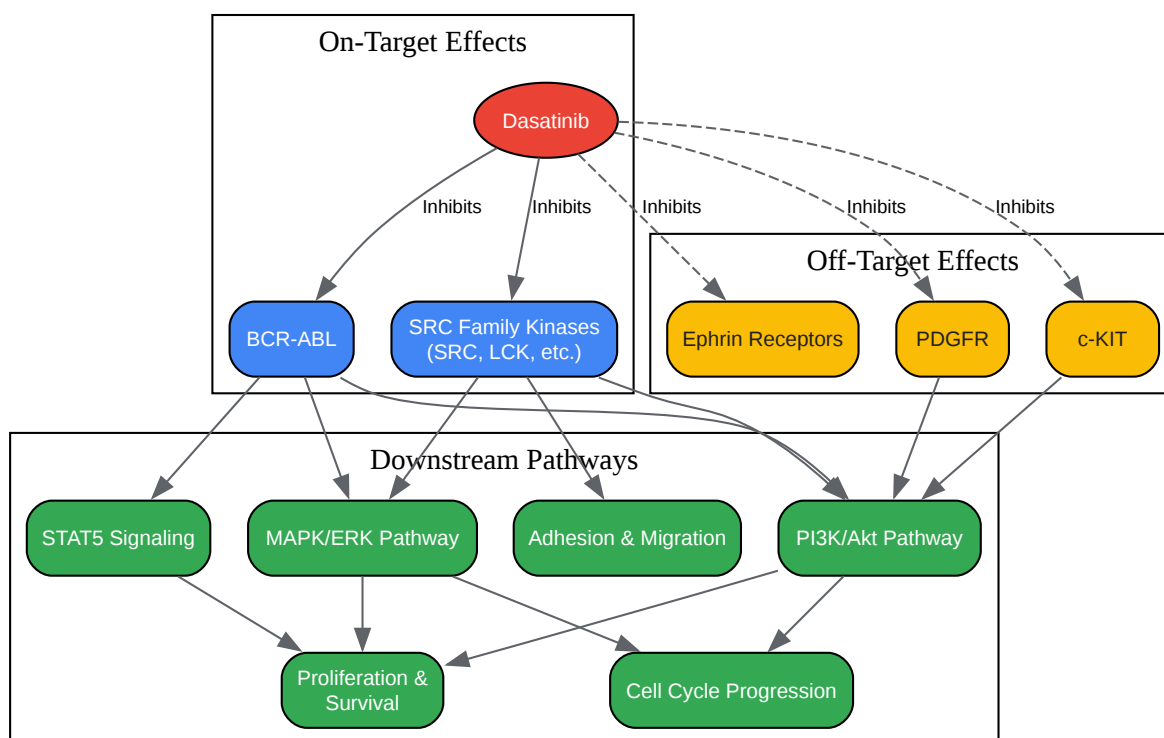 On-Target Effects
Dasatinib
Inhibits
Inhibits
Inhibits
Inhibits
Inhibits
Off-Target Effects
BCR-ABL
SRC Family Kinases
(SRC, LCK, etc.)
Ephrin Receptors
PDGFR
c-KIT
Downstream Pathways
STAT5 Signaling
MAPK/ERK Pathway
Adhesion & Migration
PI3K/Akt Pathway
Proliferation &
Survival
Cell Cycle Progression